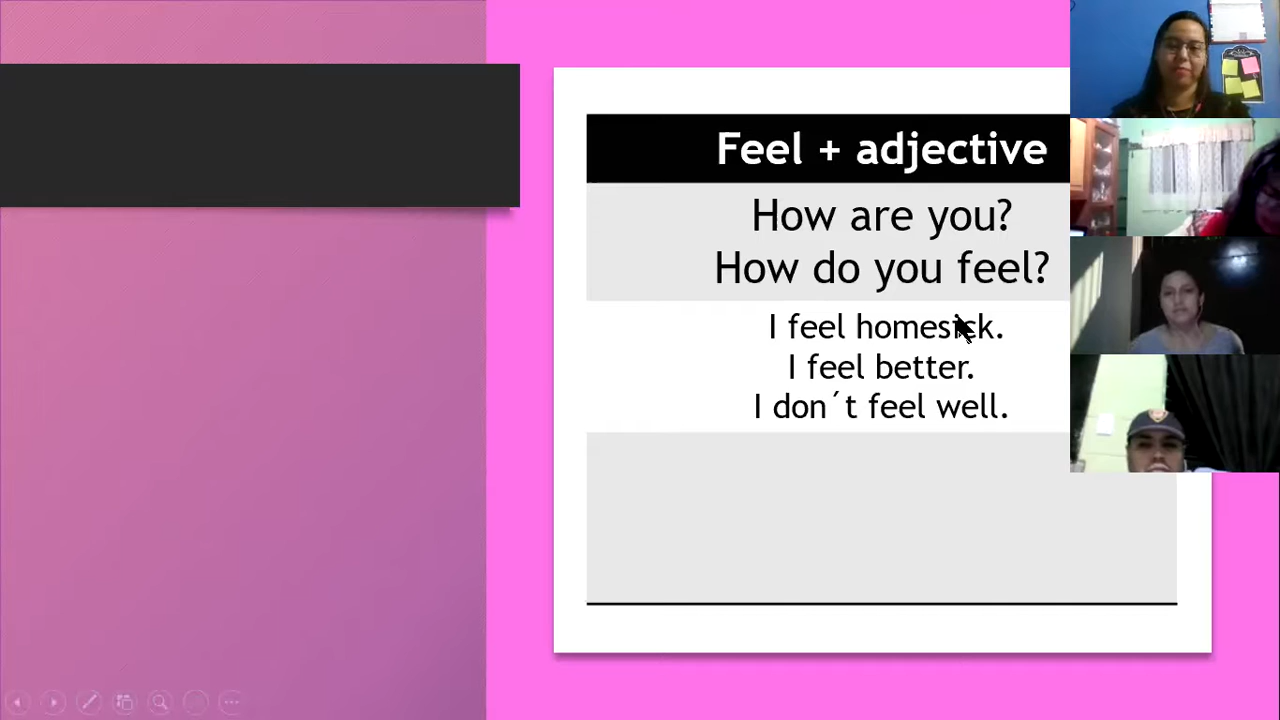 Feel + adjective
How are you?
How do you feel?
I feel homesick.
I feel better.
I don´t feel well.